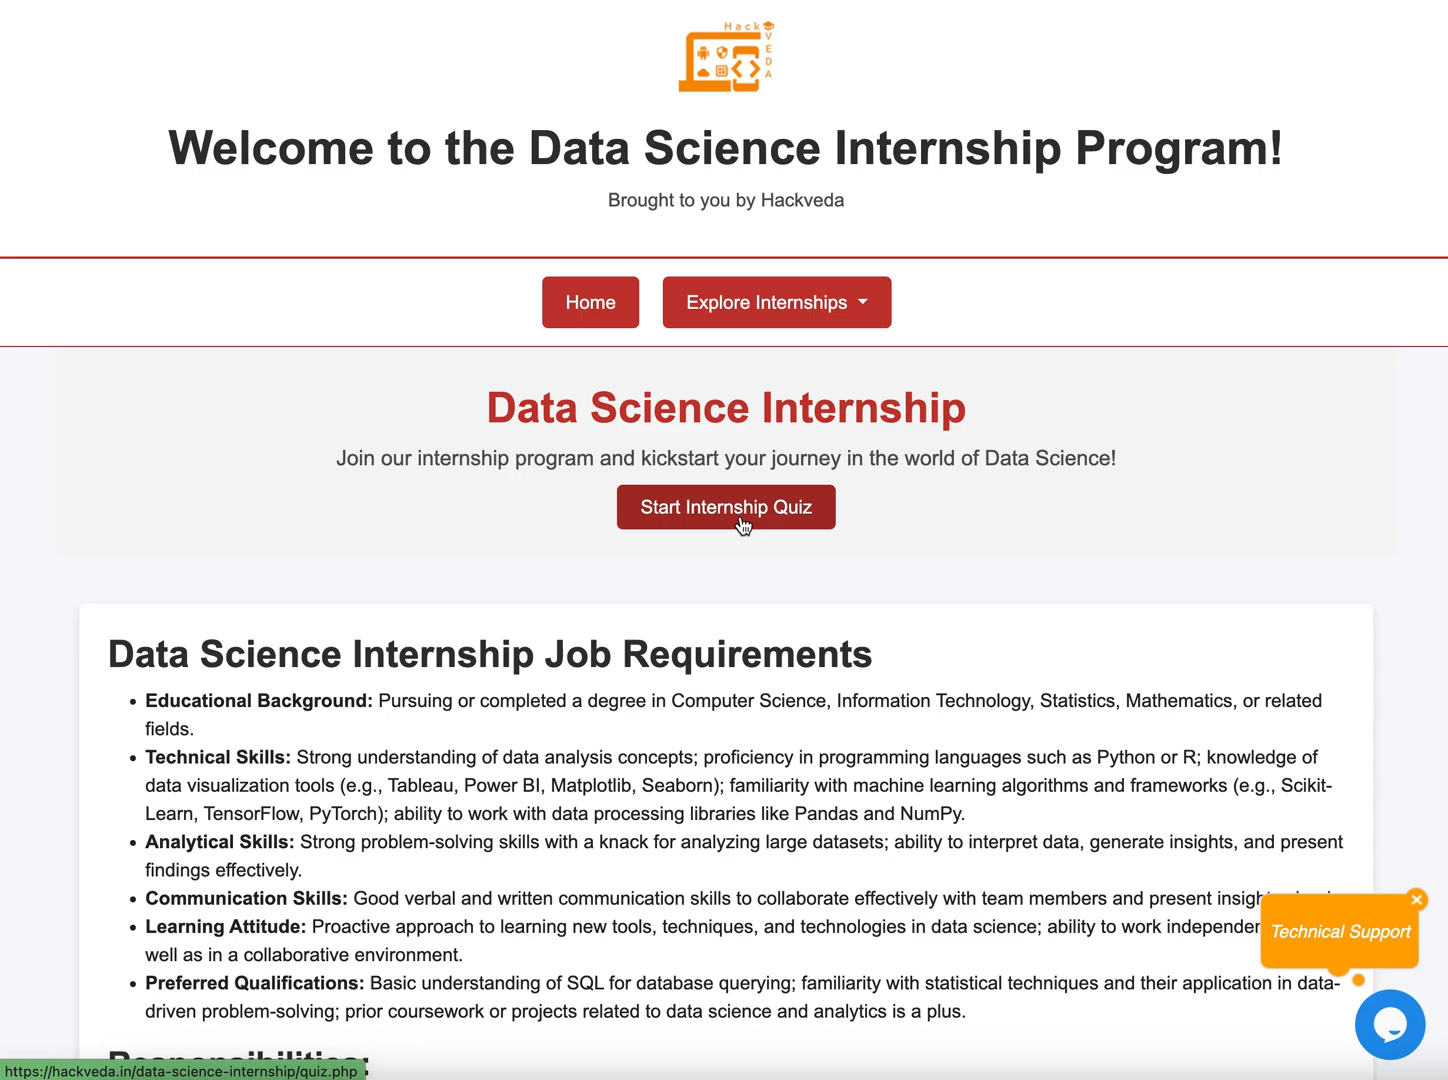 Hack
VEDA
Welcome to the Data Science Internship Program!
Brought to you by Hackveda
Home
Explore Internships
Data Science Internship
Join our internship program and kickstart your journey in the world of Data Science!
Start Internship Quiz
Data Science Internship Job Requirements
• Educational Background: Pursuing or completed a degree in Computer Science, Information Technology, Statistics, Mathematics, or related
fields.
• Technical Skills: Strong understanding of data analysis concepts; proficiency in programming languages such as Python or R; knowledge of
data visualization tools (e.g., Tableau, Power BI, Matplotlib, Seaborn); familiarity with machine learning algorithms and frameworks (e.g., Scikit-
Learn, TensorFlow, PyTorch); ability to work with data processing libraries like Pandas and NumPy.
• Analytical Skills: Strong problem-solving skills with a knack for analyzing large datasets; ability to interpret data, generate insights, and present
findings effectively.
• Communication Skills: Good verbal and written communication skills to collaborate effectively with team members and present
• Learning Attitude: Proactive approach to learning new tools, techniques, and technologies in data science; ability to work
well as in a collaborative environment.
• Preferred Qualifications: Basic understanding of SQL for database querying; familiarity with statistical techniques and their application in data-
driven problem-solving; prior coursework or projects related to data science and analytics is a plus.
Technical Support
Responsibilities:
https://hackveda.in/data-science-internship/quiz.php